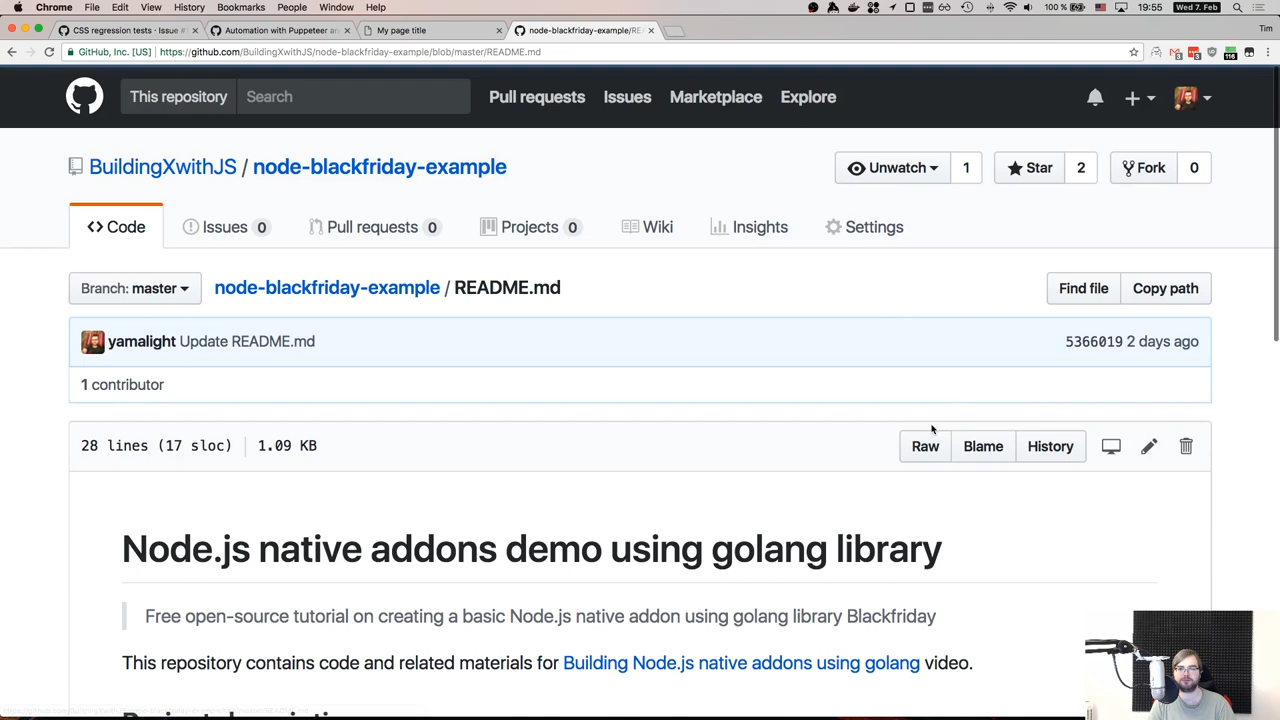 Chrome File Edit View History Bookmarks People Window Help 100 % 19:55 Wed 7. Feb
CSS regression tests · Issue # Automation with Puppeteer an My page title node-blackfriday-example/RE Tim
GitHub, Inc. [US] https://github.com/BuildingXwithJS/node-blackfriday-example/blob/master/README.md
This repository Search Pull requests Issues Marketplace Explore
BuildingXwithJS / node-blackfriday-example Unwatch 1 Star 2 Fork 0
Code Issues 0 Pull requests 0 Projects 0 Wiki Insights Settings
Branch: master node-blackfriday-example / README.md Find file Copy path
yamalight Update README.md 5366019 2 days ago
1 contributor
28 lines (17 sloc) 1.09 KB Raw Blame History
Node.js native addons demo using golang library
Free open-source tutorial on creating a basic Node.js native addon using golang library Blackfriday
This repository contains code and related materials for Building Node.js native addons using golang video.